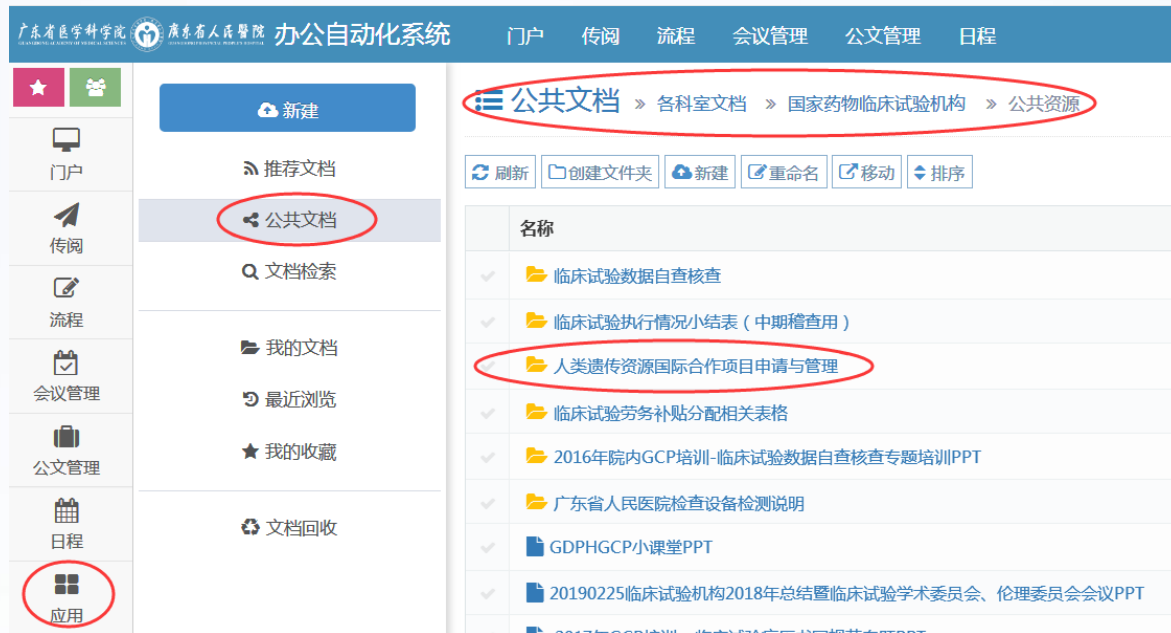 广东省医学科学院 廣東省人民醫院 办公自动化系统 门户 传阅 流程 会议管理 公文管理 日程
门户
传阅
流程
会议管理
公文管理
日程
应用
新建
推荐文档
公共文档
文档检索
我的文档
最近浏览
我的收藏
文档回收
公共文档 » 各科室文档 » 国家药物临床试验机构 » 公共资源
刷新 创建文件夹 新建 重命名 移动 排序
名称
临床试验数据自查核查
临床试验执行情况小结表（中期稽查用）
人类遗传资源国际合作项目申请与管理
临床试验劳务补贴分配相关表格
2016年院内GCP培训-临床试验数据自查核查专题培训PPT
广东省人民医院检查设备检测说明
GDPHGCP小课堂PPT
20190225临床试验机构2018年总结暨临床试验学术委员会、伦理委员会会议PPT